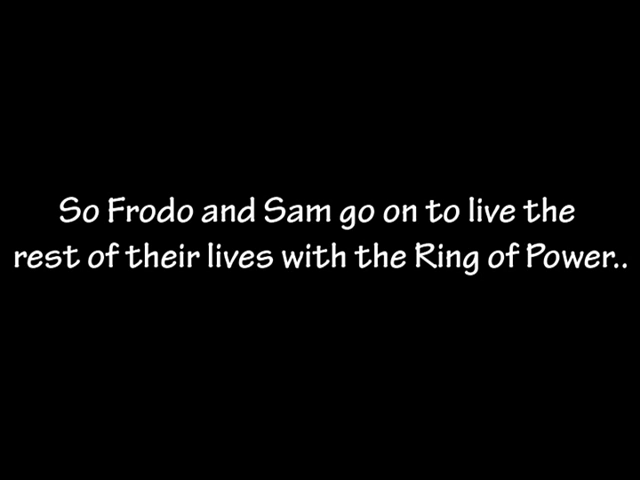 So Frodo and Sam go on to live the
rest of their lives with the Ring of Power..